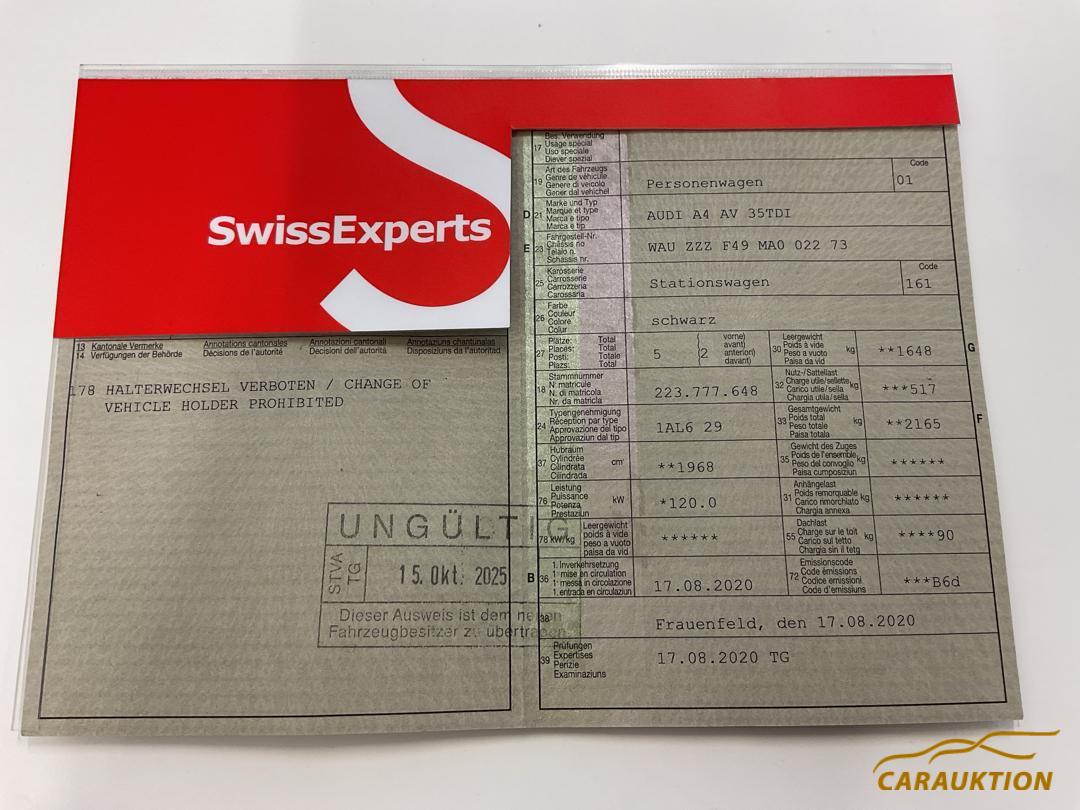 SwissExperts
13 Kantonale Vermerke Annotations cantonales Annotazioni cantonali Annotaziuns chantunalas
14 Verfügungen der Behörde Décisions de l'autorité Decisioni dell'autorità Disposiziuns da l'autoritad
178 HALTERWECHSEL VERBOTEN / CHANGE OF
VEHICLE HOLDER PROHIBITED
UNGÜLTIG
STVA
TG
15. Okt. 2025
Dieser Ausweis ist dem neuen
Fahrzeugbesitzer zu übertragen
17 Bes. Verwendung
Usage spécial
Uso speciale
Diever spezial
19 Art des Fahrzeugs
Genre de véhicule
Genere di veicolo
Gener dal vehichel
Personenwagen
Code
01
D 21 Marke und Typ
Marque et type
Marca e tipo
Marca e tip
AUDI A4 AV 35TDI
E 23 Fahrgestell-Nr.
Châssis no
Telaio n.
Schassis nr.
WAU ZZZ F49 MA0 022 73
25 Karosserie
Carrosserie
Carrozzeria
Carossaria
Stationswagen
Code
161
26 Farbe
Couleur
Colore
Colur
schwarz
27 Plätze: Total
Places: Total
Posti: Totale
Plazs: Total
5
(2
vorne)
avant)
anteriori)
davant)
30 Leergewicht
Poids à vide
Peso a vuoto
Paisa da vid
kg
**1648
G
18 Stammnummer
N. matricule
N. di matricola
Nr. da matricla
223.777.648
32 Nutz-/Sattellast
Charge utile/sellette
Carico utile/sella
Chargia utila/sella
kg
***517
24 Typengenehmigung
Réception par type
Approvazione del tipo
Approvaziun dal tip
1AL6 29
33 Gesamtgewicht
Poids total
Peso totale
Paisa totala
kg
**2165
F
37 Hubraum
Cylindrée
Cilindrata
Cilindrada
cm³
**1968
35 Gewicht des Zuges
Poids de l'ensemble
Peso del convoglio
Paisa cumposiziun
kg
******
76 Leistung
Puissance
Potenza
Prestaziun
kW
*120.0
31 Anhängelast
Poids remorquable
Carico rimorchiato
Chargia annexa
kg
******
78 kW/kg
Leergewicht
poids à vide
peso a vuoto
paisa da vid
******
55 Dachlast
Charge sur le toit
Carico sul tetto
Chargia sin il tetg
kg
****90
B 36 1. Inverkehrsetzung
1re mise en circulation
1a messa in circolazione
1. entrada en circulaziun
17.08.2020
72 Emissionscode
Code émissions
Codice emissioni
Code d'emissiuns
***B6d
38
Frauenfeld, den 17.08.2020
39 Prüfungen
Expertises
Perizie
Examinaziuns
17.08.2020 TG
CARAUKTION